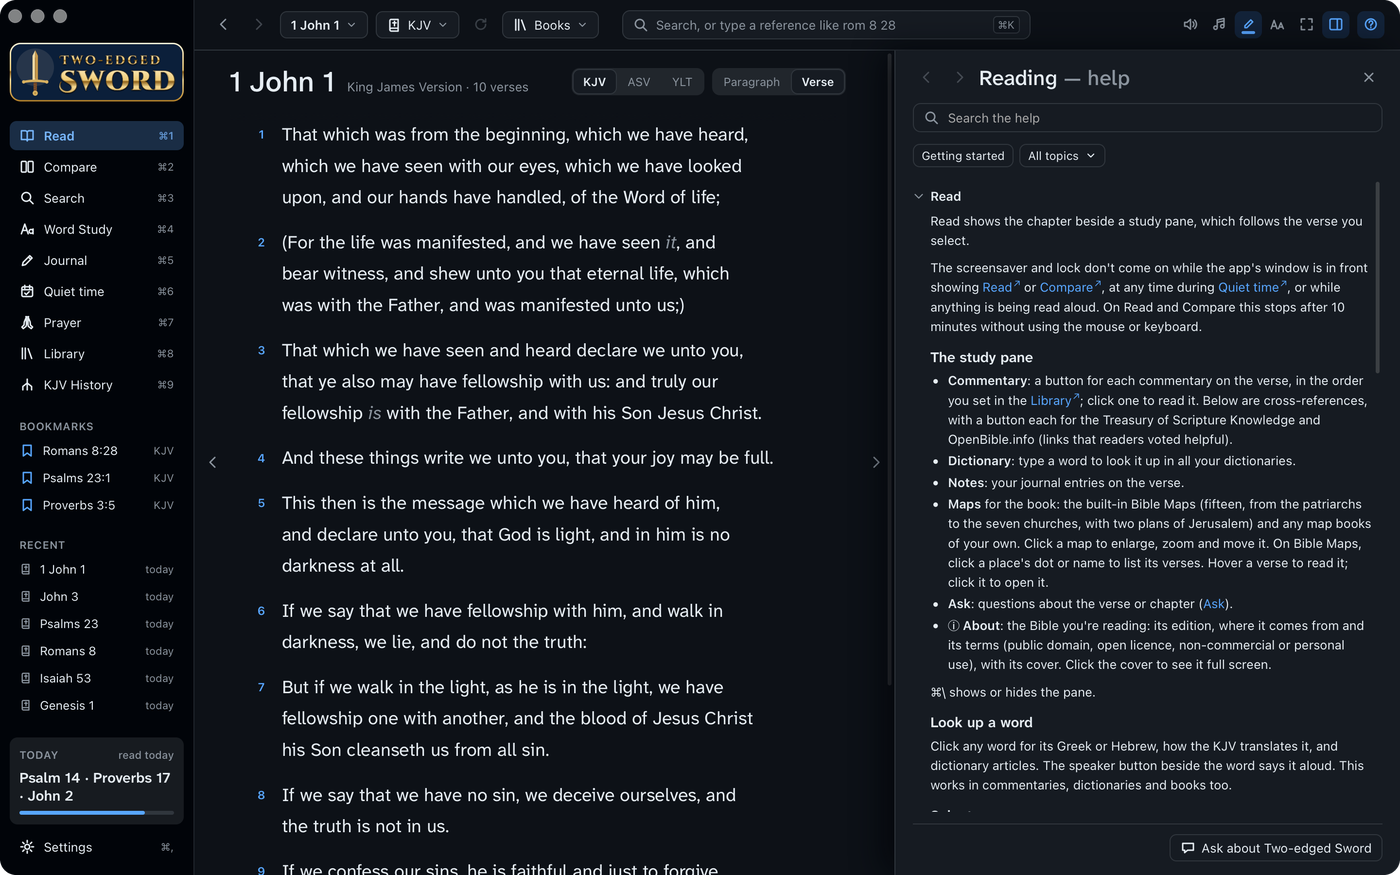 TWO-EDGED
SWORD
Read ⌘1
Compare ⌘2
Search ⌘3
Word Study ⌘4
Journal ⌘5
Quiet time ⌘6
Prayer ⌘7
Library ⌘8
KJV History ⌘9
BOOKMARKS
Romans 8:28 KJV
Psalms 23:1 KJV
Proverbs 3:5 KJV
RECENT
1 John 1 today
John 3 today
Psalms 23 today
Romans 8 today
Isaiah 53 today
Genesis 1 today
TODAY read today
Psalm 14 · Proverbs 17
· John 2
Settings ⌘,
1 John 1
KJV
Books
Search, or type a reference like rom 8 28 ⌘K
1 John 1 King James Version · 10 verses
KJV ASV YLT
Paragraph Verse
1 That which was from the beginning, which we have heard,
which we have seen with our eyes, which we have looked
upon, and our hands have handled, of the Word of life;
2 (For the life was manifested, and we have seen it, and
bear witness, and shew unto you that eternal life, which
was with the Father, and was manifested unto us;)
3 That which we have seen and heard declare we unto you,
that ye also may have fellowship with us: and truly our
fellowship is with the Father, and with his Son Jesus Christ.
4 And these things write we unto you, that your joy may be full.
5 This then is the message which we have heard of him,
and declare unto you, that God is light, and in him is no
darkness at all.
6 If we say that we have fellowship with him, and walk in
darkness, we lie, and do not the truth:
7 But if we walk in the light, as he is in the light, we have
fellowship one with another, and the blood of Jesus Christ
his Son cleanseth us from all sin.
8 If we say that we have no sin, we deceive ourselves, and
the truth is not in us.
9 If we confess our sins, he is faithful and just to forgive
Reading — help
Search the help
Getting started
All topics
Read
Read shows the chapter beside a study pane, which follows the verse you
select.
The screensaver and lock don't come on while the app's window is in front
showing Read↗ or Compare↗, at any time during Quiet time↗, or while
anything is being read aloud. On Read and Compare this stops after 10
minutes without using the mouse or keyboard.
The study pane
• Commentary: a button for each commentary on the verse, in the order
you set in the Library↗; click one to read it. Below are cross-references,
with a button each for the Treasury of Scripture Knowledge and
OpenBible.info (links that readers voted helpful).
• Dictionary: type a word to look it up in all your dictionaries.
• Notes: your journal entries on the verse.
• Maps for the book: the built-in Bible Maps (fifteen, from the patriarchs
to the seven churches, with two plans of Jerusalem) and any map books
of your own. Click a map to enlarge, zoom and move it. On Bible Maps,
click a place's dot or name to list its verses. Hover a verse to read it;
click it to open it.
• Ask: questions about the verse or chapter (Ask).
• ⓘ About: the Bible you're reading: its edition, where it comes from and
its terms (public domain, open licence, non-commercial or personal
use), with its cover. Click the cover to see it full screen.
⌘\ shows or hides the pane.
Look up a word
Click any word for its Greek or Hebrew, how the KJV translates it, and
dictionary articles. The speaker button beside the word says it aloud. This
works in commentaries, dictionaries and books too.
Ask about Two-edged Sword